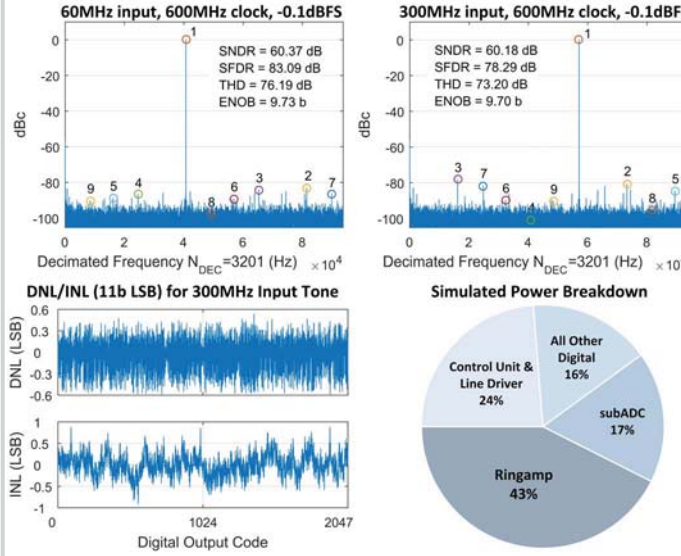 60MHz input, 600MHz clock, -0.1dBFS
0
-20
-40
-60
-80
-100
dBc
1
SNDR = 60.37 dB
SFDR = 83.09 dB
THD = 76.19 dB
ENOB = 9.73 b
9
5
4
8
6
3
2
7
0
2
4
6
8
Decimated Frequency N_DEC=3201 (Hz) ×10^4
300MHz input, 600MHz clock, -0.1dBF
0
-20
-40
-60
-80
-100
dBc
1
SNDR = 60.18 dB
SFDR = 78.29 dB
THD = 73.20 dB
ENOB = 9.70 b
3
7
6
4
9
2
8
5
0
2
4
6
8
Decimated Frequency N_DEC=3201 (Hz) ×10
DNL/INL (11b LSB) for 300MHz Input Tone
DNL (LSB)
0.6
0.3
0
-0.3
-0.6
INL (LSB)
1
0.5
0
-0.5
-1
0
1024
2047
Digital Output Code
Simulated Power Breakdown
Control Unit &
Line Driver
24%
All Other
Digital
16%
subADC
17%
Ringamp
43%